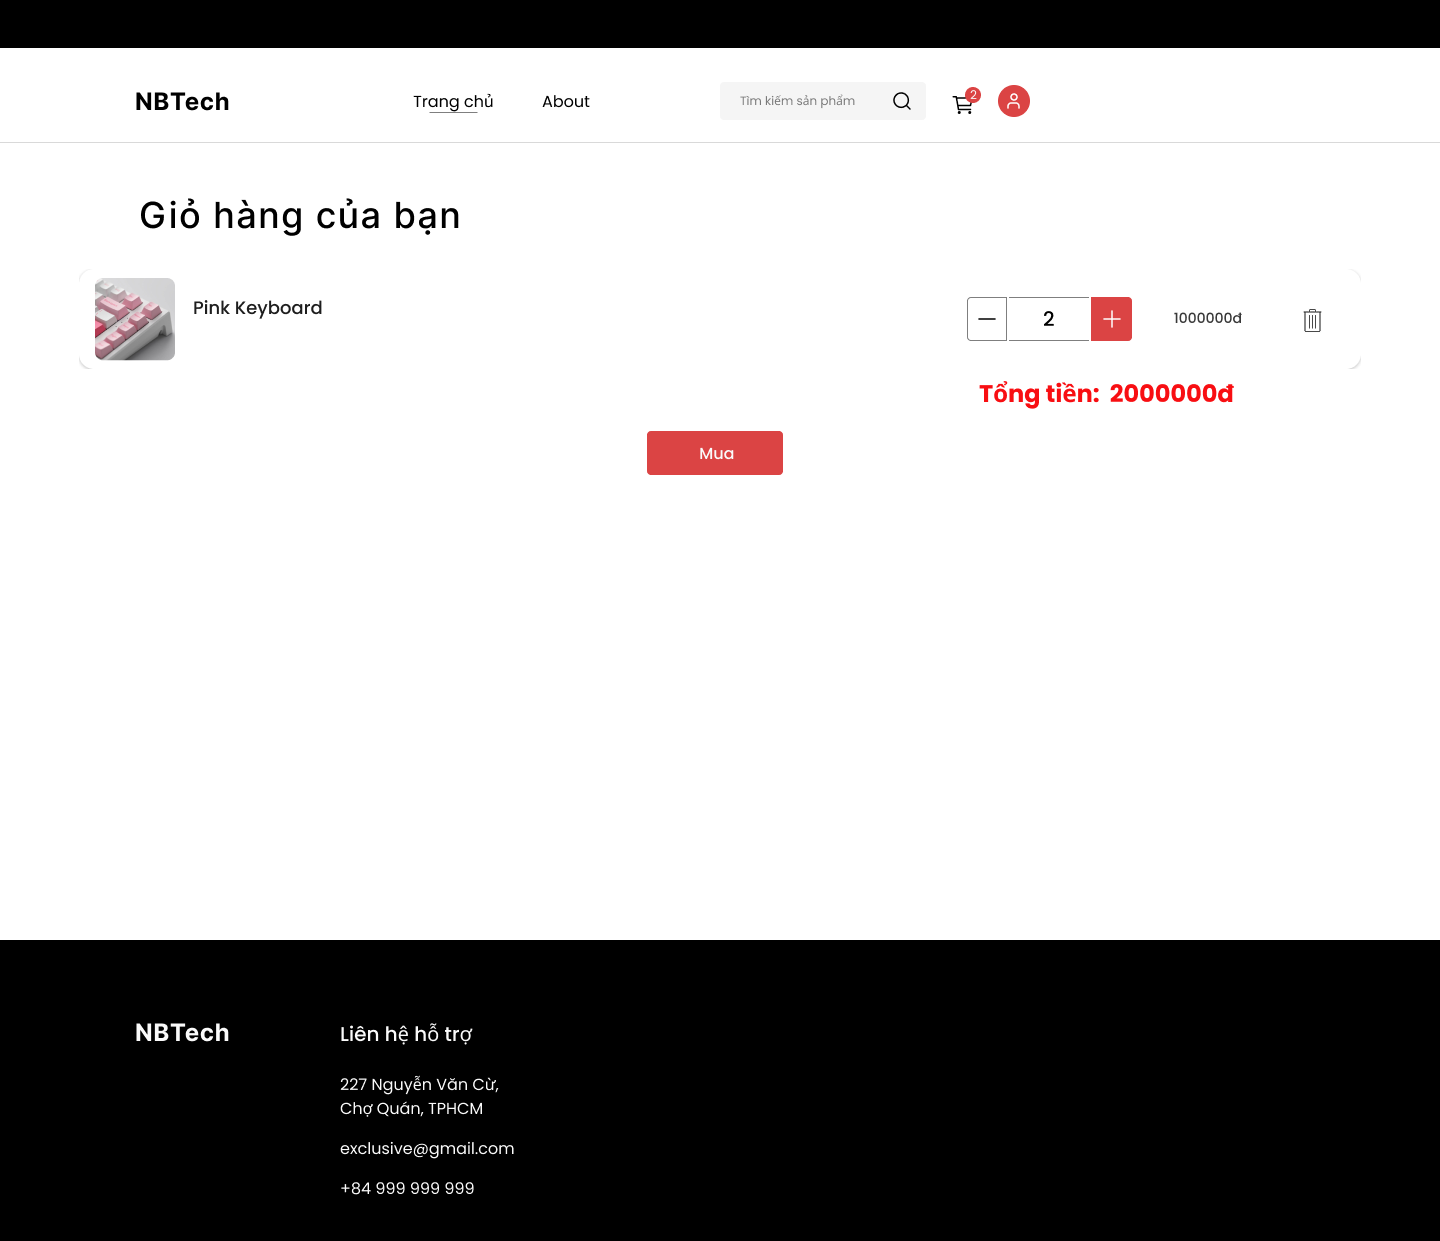 NBTech
Trang chủ
About
Tìm kiếm sản phẩm
2
Giỏ hàng của bạn
Pink Keyboard
2
1000000đ
Tổng tiền: 2000000đ
Mua
NBTech
Liên hệ hỗ trợ
227 Nguyễn Văn Cừ,
Chợ Quán, TPHCM
exclusive@gmail.com
+84 999 999 999